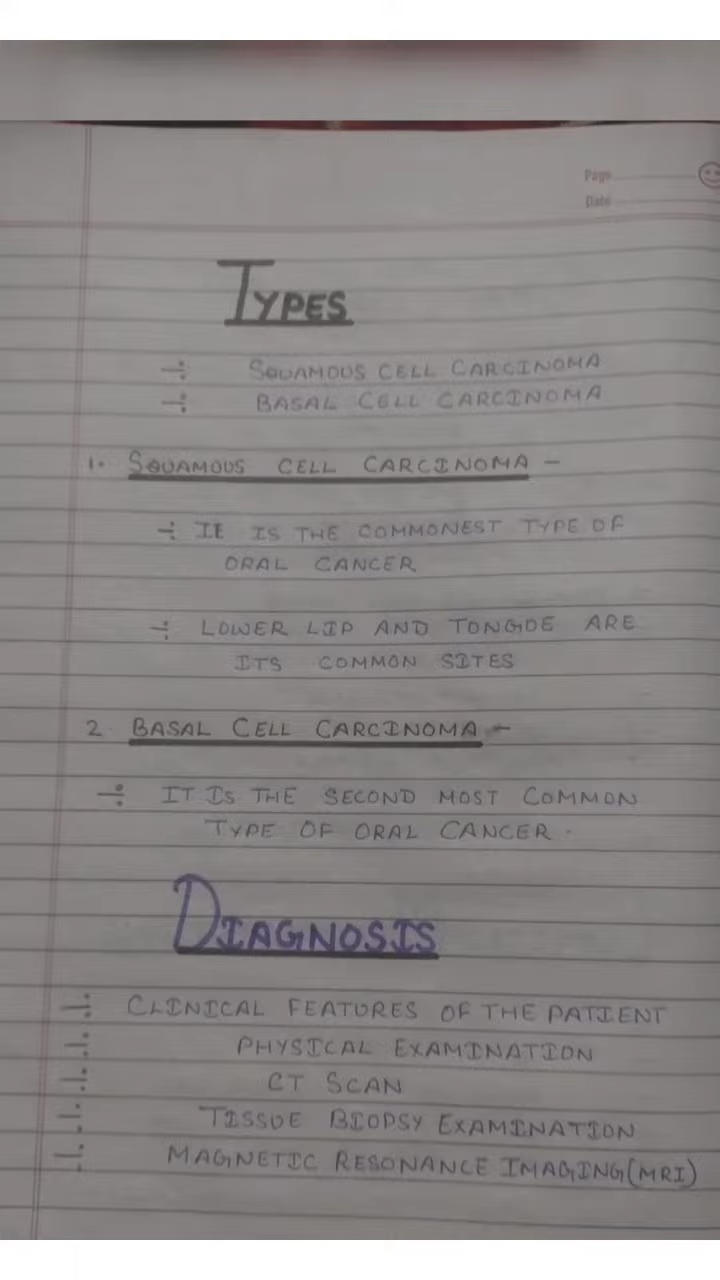 Page
Date
TYPES
÷ SQUAMOUS CELL CARCINOMA
÷ BASAL CELL CARCINOMA
1. SQUAMOUS CELL CARCINOMA -
÷ IT IS THE COMMONEST TYPE OF
ORAL CANCER
÷ LOWER LIP AND TONGUE ARE
ITS COMMON SITES
2. BASAL CELL CARCINOMA -
÷ IT IS THE SECOND MOST COMMON
TYPE OF ORAL CANCER.
DIAGNOSIS
÷ CLINICAL FEATURES OF THE PATIENT
÷ PHYSICAL EXAMINATION
÷ CT SCAN
÷ TISSUE BIOPSY EXAMINATION
÷ MAGNETIC RESONANCE IMAGING(MRI)